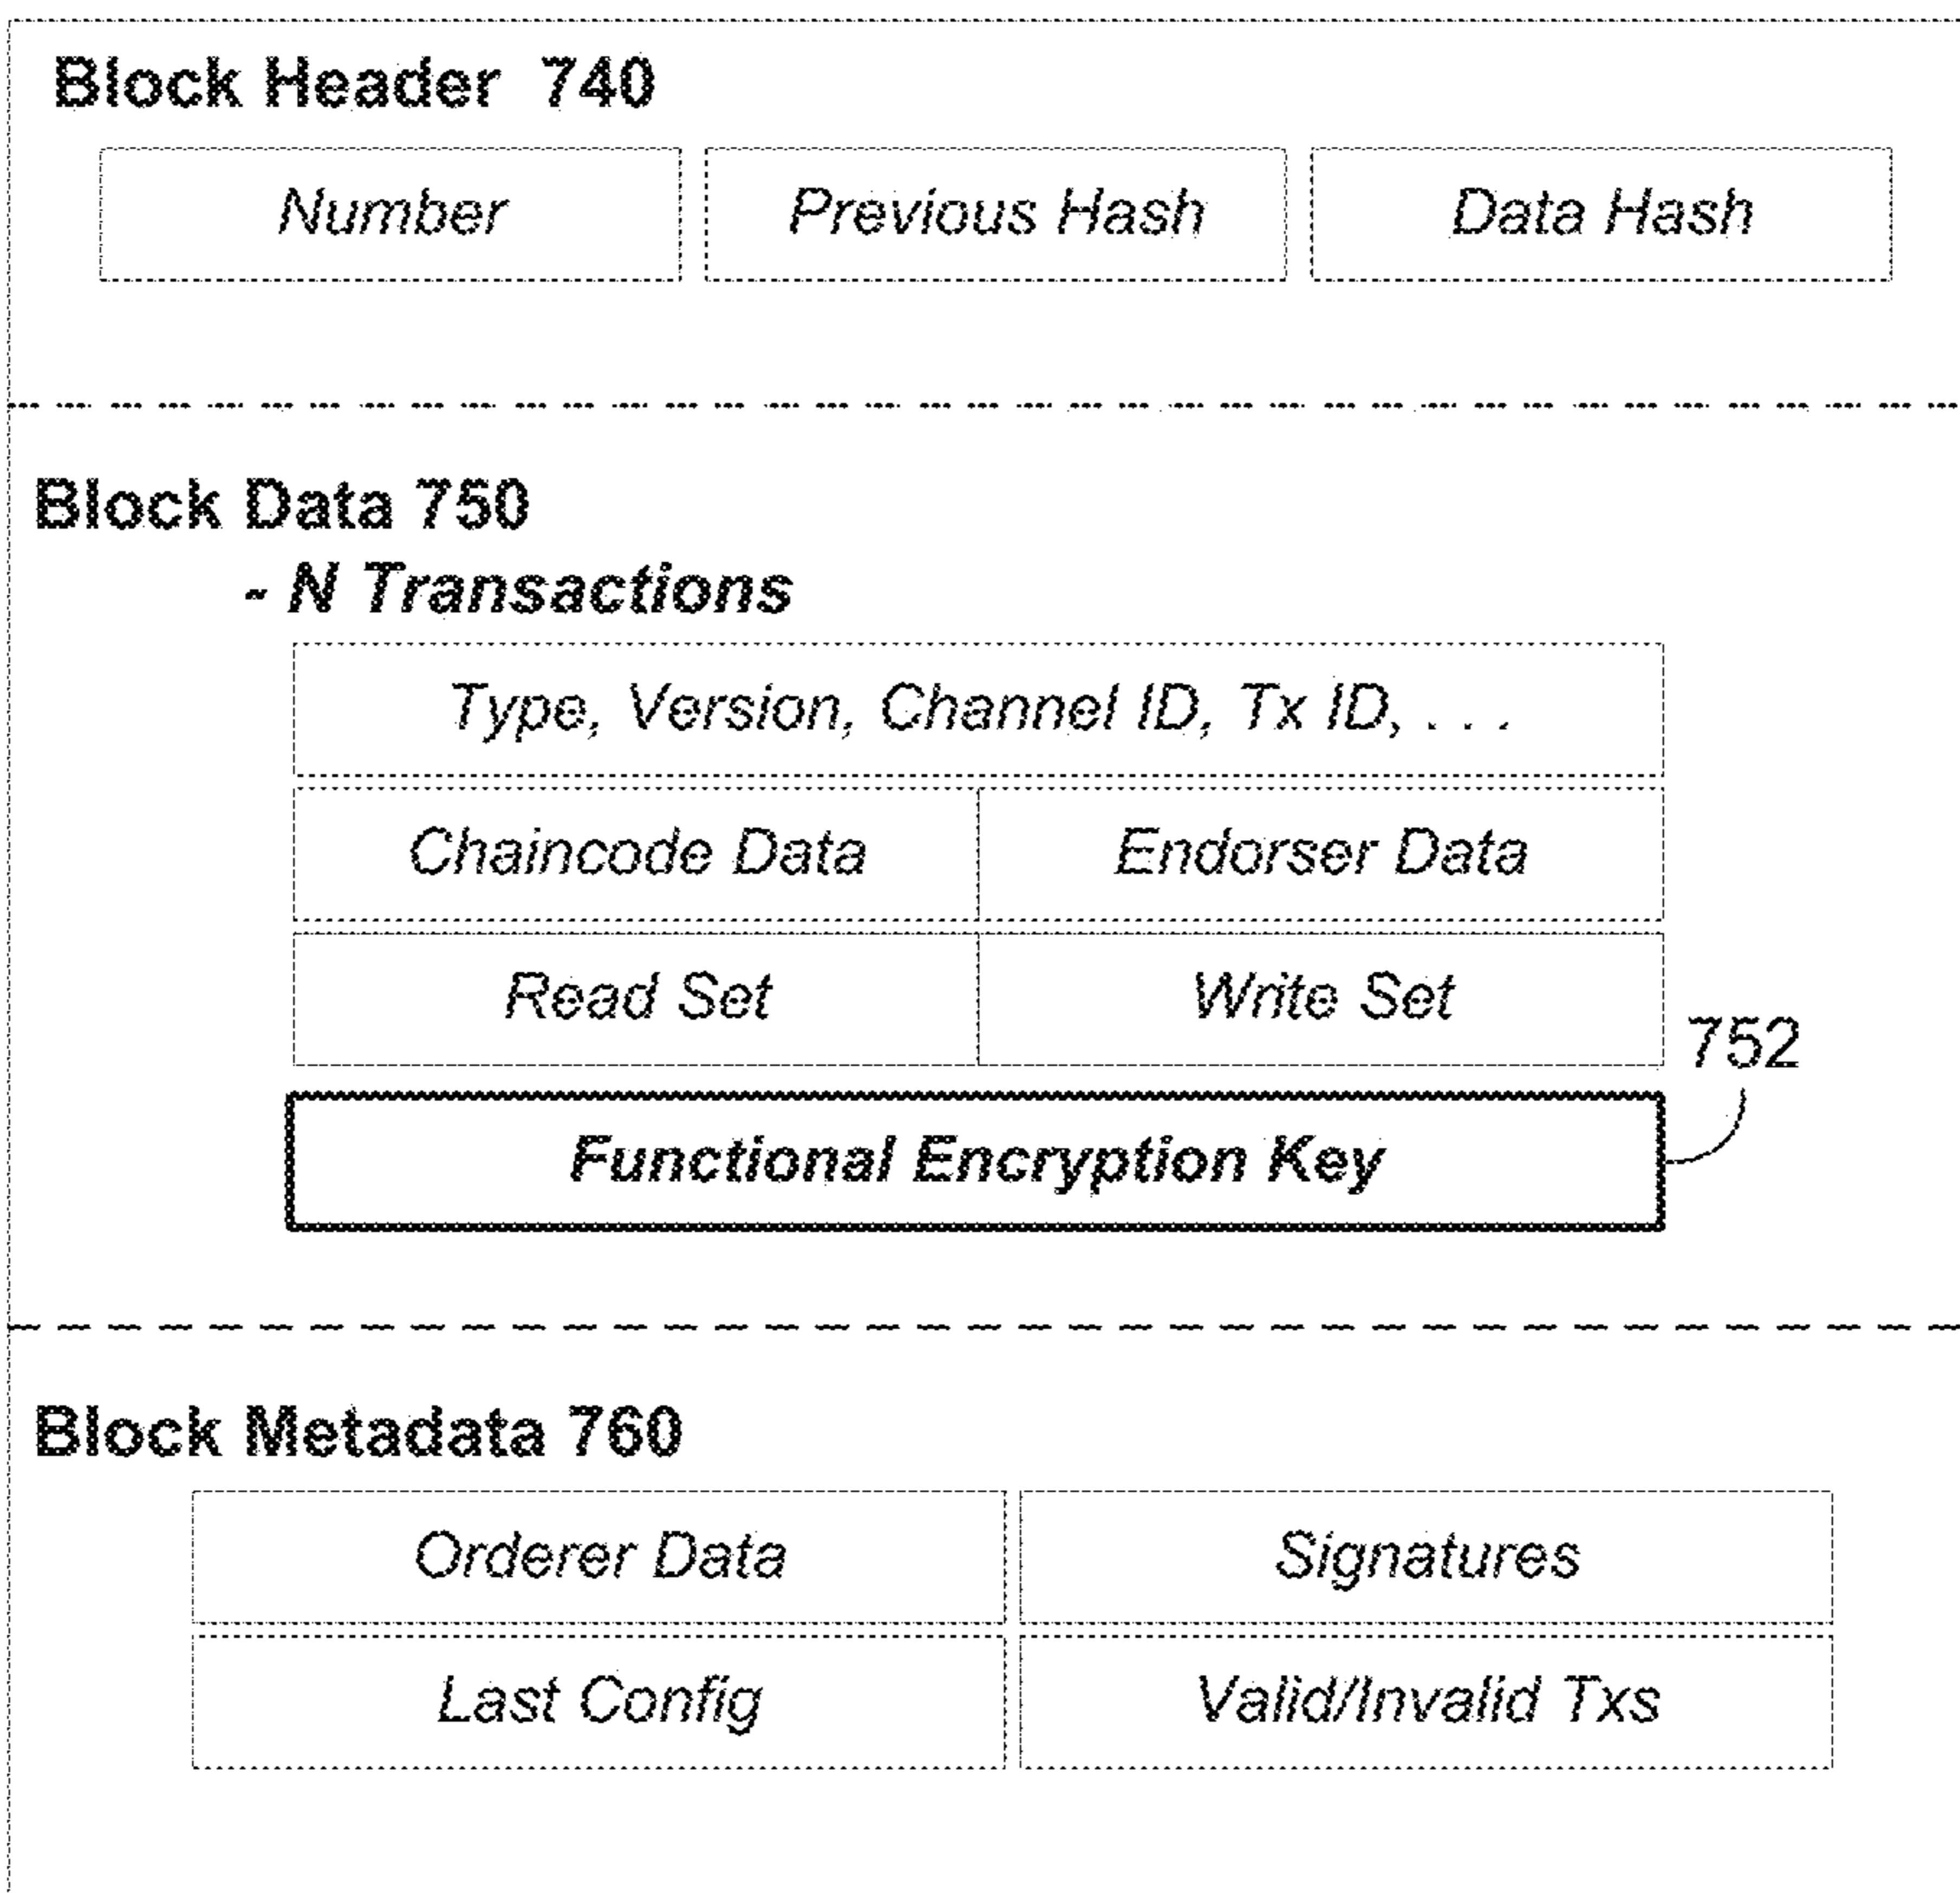 Block Header 740
Number Previous Hash Data Hash
Block Data 750
- N Transactions
Type, Version, Channel ID, Tx ID, . . .
Chaincode Data Endorser Data
Read Set Write Set
752
Functional Encryption Key
Block Metadata 760
Orderer Data Signatures
Last Config Valid/Invalid Txs